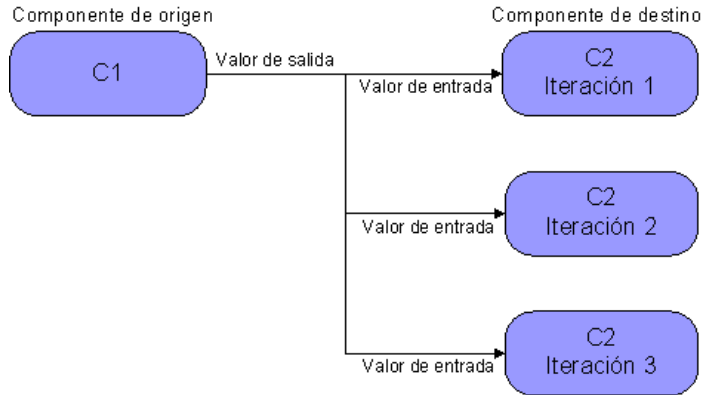 Componente de origen
Componente de destino
C1
Valor de salida
Valor de entrada
C2
Iteración 1
Valor de entrada
C2
Iteración 2
Valor de entrada
C2
Iteración 3